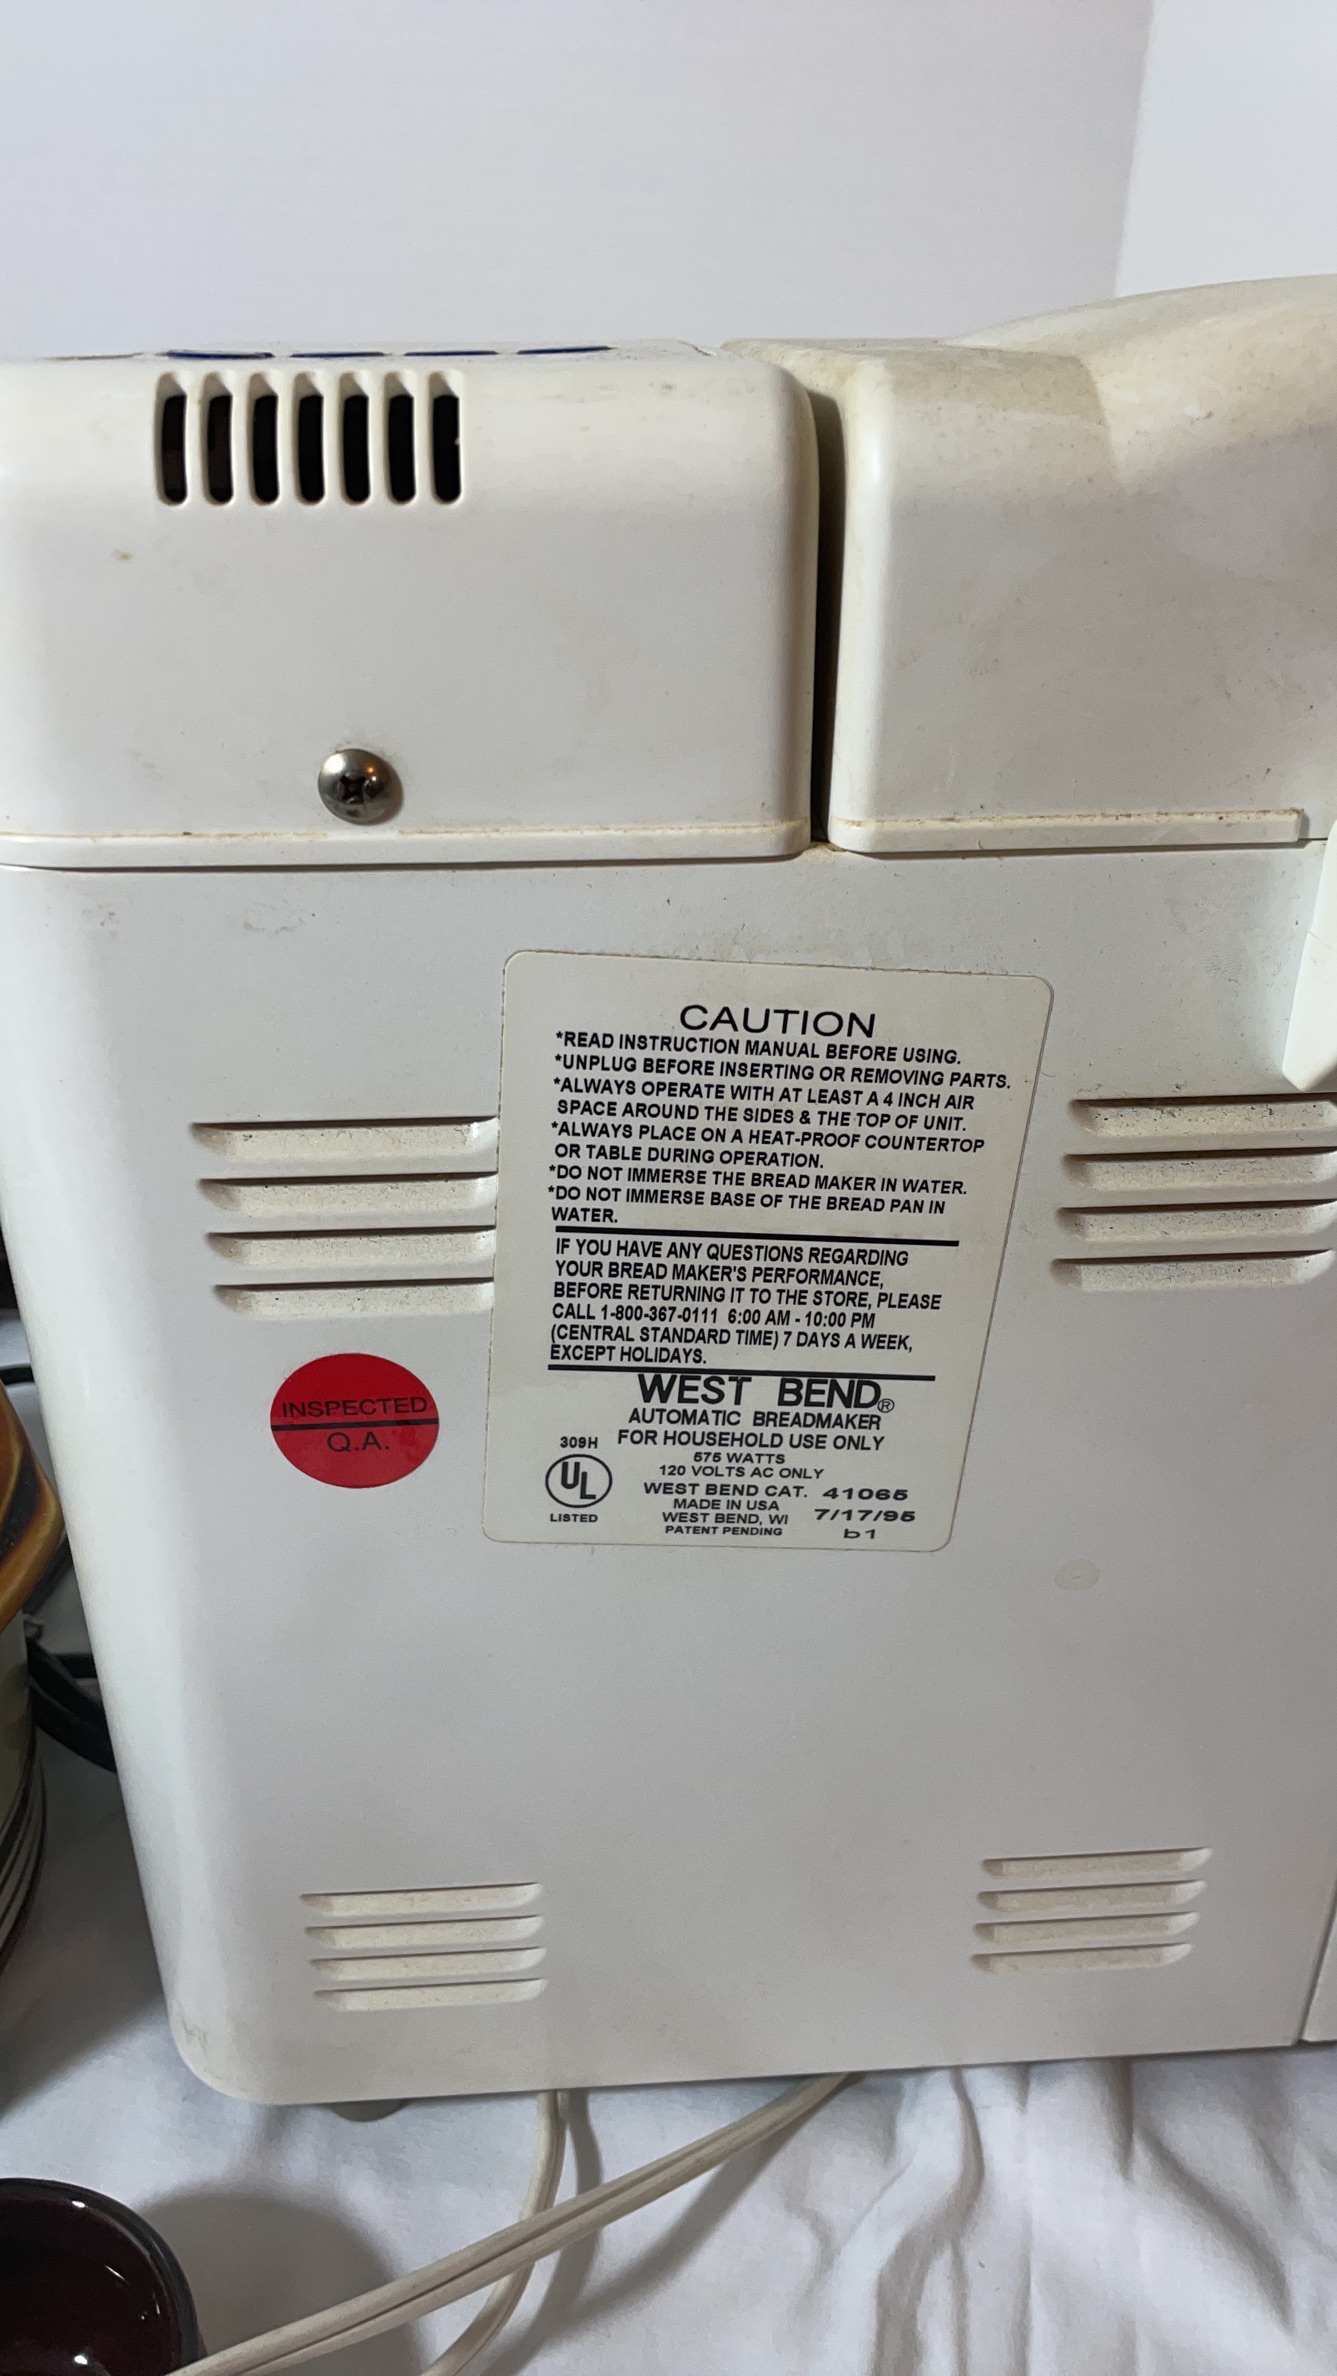 CAUTION
*READ INSTRUCTION MANUAL BEFORE USING.
*UNPLUG BEFORE INSERTING OR REMOVING PARTS.
*ALWAYS OPERATE WITH AT LEAST A 4 INCH AIR
SPACE AROUND THE SIDES & THE TOP OF UNIT.
*ALWAYS PLACE ON A HEAT-PROOF COUNTERTOP
OR TABLE DURING OPERATION.
*DO NOT IMMERSE THE BREAD MAKER IN WATER.
*DO NOT IMMERSE BASE OF THE BREAD PAN IN
WATER.
IF YOU HAVE ANY QUESTIONS REGARDING
YOUR BREAD MAKER'S PERFORMANCE,
BEFORE RETURNING IT TO THE STORE, PLEASE
CALL 1-800-367-0111 6:00 AM - 10:00 PM
(CENTRAL STANDARD TIME) 7 DAYS A WEEK,
EXCEPT HOLIDAYS.
WEST BEND®
AUTOMATIC BREADMAKER
309H FOR HOUSEHOLD USE ONLY
575 WATTS
120 VOLTS AC ONLY
UL
LISTED
WEST BEND CAT. 41065
MADE IN USA
WEST BEND, WI 7/17/95
PATENT PENDING b1
INSPECTED
Q.A.